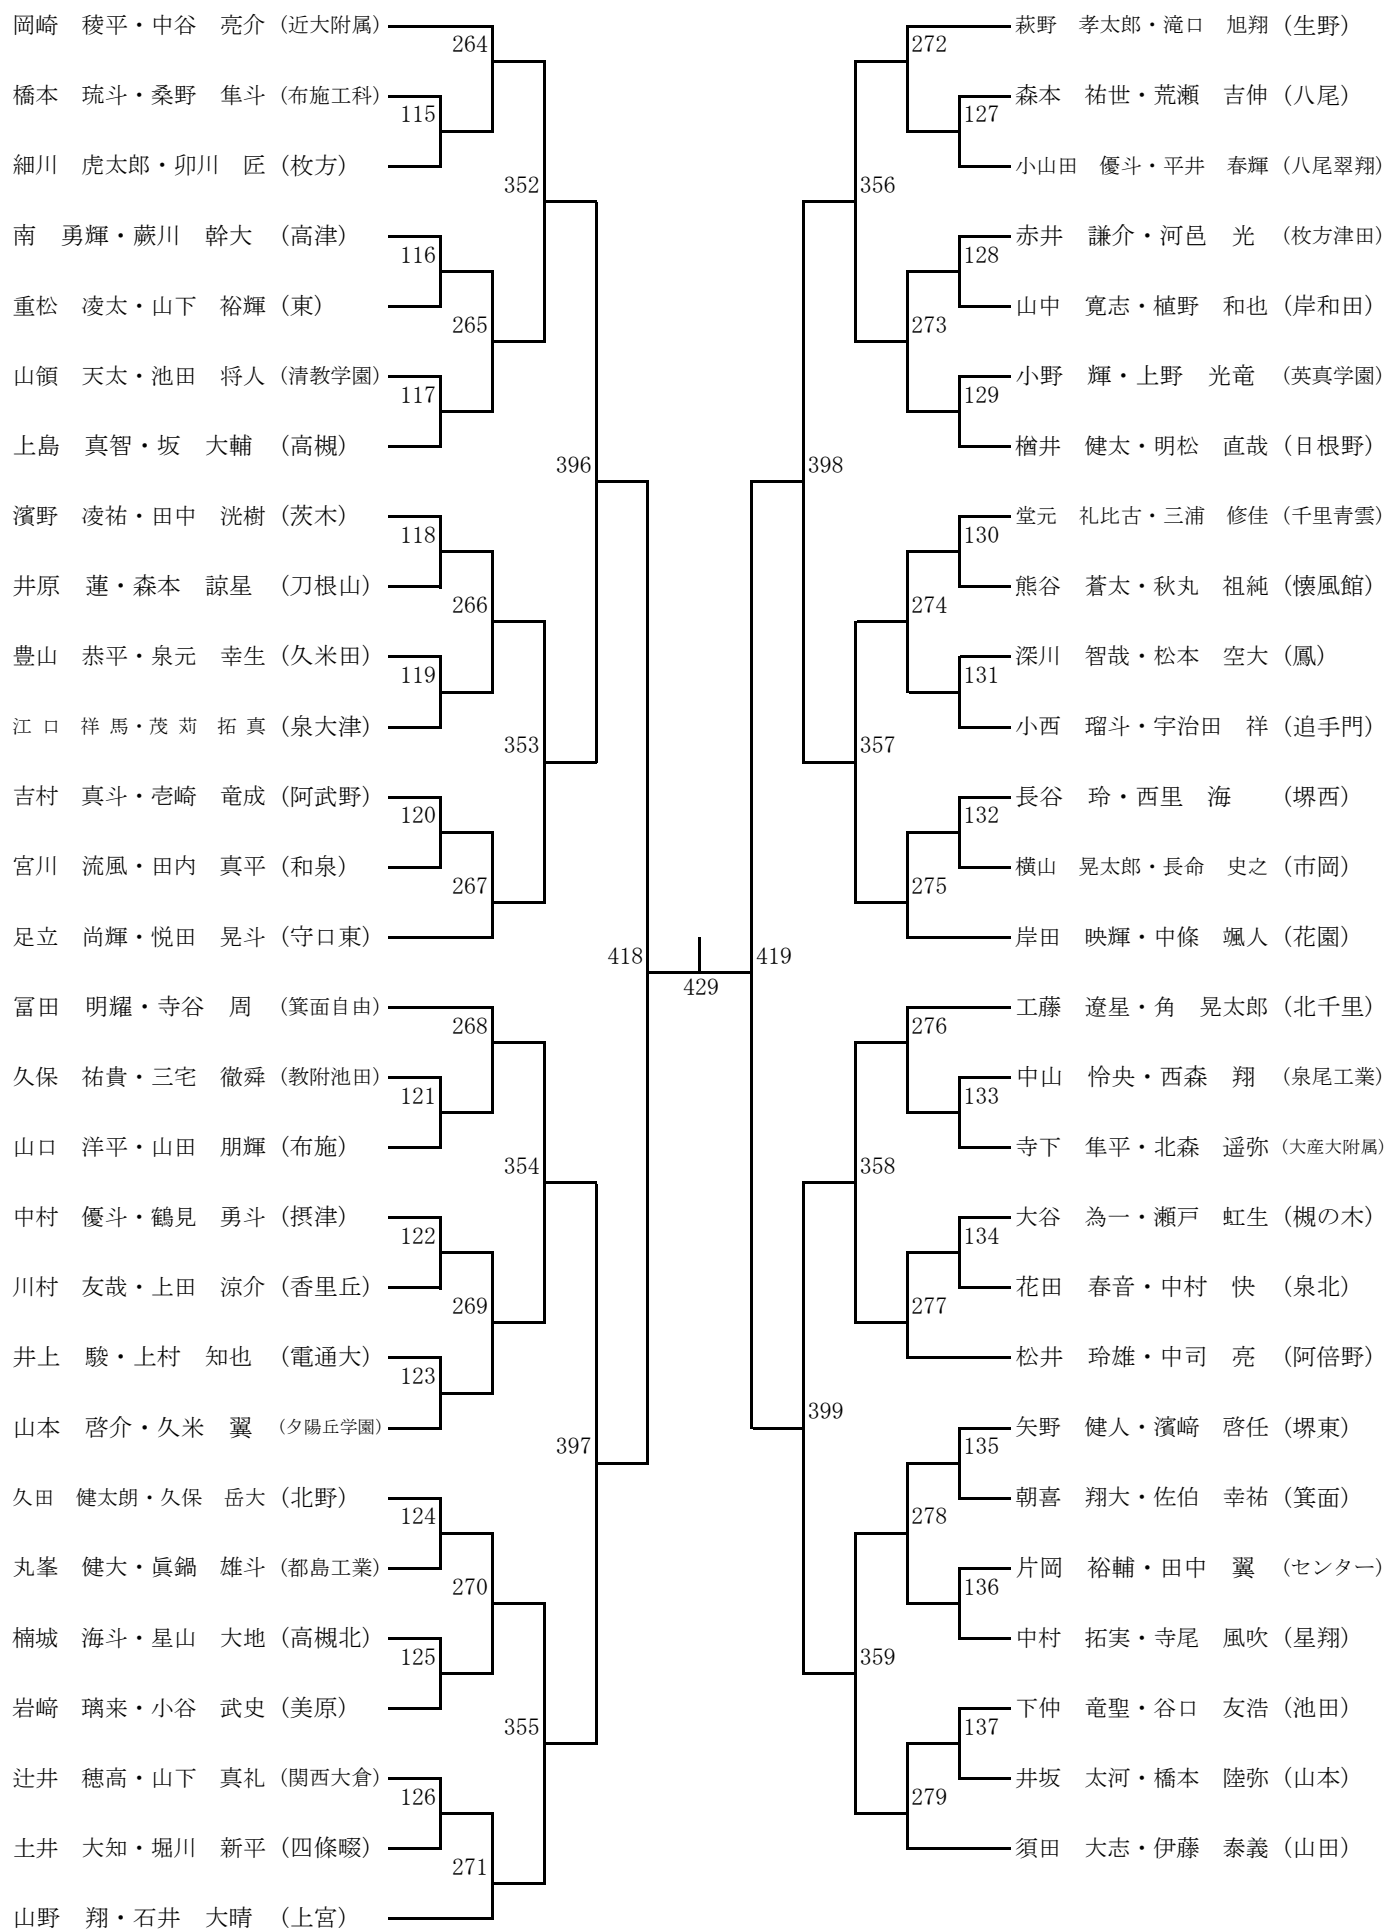 岡崎　稜平・中谷　亮介 (近大附属)
橋本　琉斗・桑野　隼斗 (布施工科)
細川　虎太郎・卯川　匠 (枚方)
南　勇輝・蕨川　幹大 (高津)
重松　凌太・山下　裕輝 (東)
山領　天太・池田　将人 (清教学園)
上島　真智・坂　大輔 (高槻)
濱野　凌祐・田中　洸樹 (茨木)
井原　蓮・森本　諒星 (刀根山)
豊山　恭平・泉元　幸生 (久米田)
江口　祥馬・茂苅　拓真 (泉大津)
吉村　真斗・壱崎　竜成 (阿武野)
宮川　流風・田内　真平 (和泉)
足立　尚輝・悦田　晃斗 (守口東)
冨田　明耀・寺谷　周 (箕面自由)
久保　祐貴・三宅　徹舜 (教附池田)
山口　洋平・山田　朋輝 (布施)
中村　優斗・鶴見　勇斗 (摂津)
川村　友哉・上田　涼介 (香里丘)
井上　駿・上村　知也 (電通大)
山本　啓介・久米　翼 (夕陽丘学園)
久田　健太朗・久保　岳大 (北野)
丸峯　健大・眞鍋　雄斗 (都島工業)
楠城　海斗・星山　大地 (高槻北)
岩﨑　璃来・小谷　武史 (美原)
辻井　穂高・山下　真礼 (関西大倉)
土井　大知・堀川　新平 (四條畷)
山野　翔・石井　大晴 (上宮)
264
115
352
116
265
117
396
118
266
119
353
120
267
418
268
121
354
122
269
123
397
124
270
125
355
126
271
429
419
272
127
356
128
273
129
398
130
274
131
357
132
275
276
133
358
134
277
399
135
278
136
359
137
279
萩野　孝太郎・滝口　旭翔 (生野)
森本　祐世・荒瀬　吉伸 (八尾)
小山田　優斗・平井　春輝 (八尾翠翔)
赤井　謙介・河邑　光 (枚方津田)
山中　寛志・植野　和也 (岸和田)
小野　輝・上野　光竜 (英真学園)
楢井　健太・明松　直哉 (日根野)
堂元　礼比古・三浦　修佳 (千里青雲)
熊谷　蒼太・秋丸　祖純 (懐風館)
深川　智哉・松本　空大 (鳳)
小西　瑠斗・宇治田　祥 (追手門)
長谷　玲・西里　海 (堺西)
横山　晃太郎・長命　史之 (市岡)
岸田　映輝・中條　颯人 (花園)
工藤　遼星・角　晃太郎 (北千里)
中山　怜央・西森　翔 (泉尾工業)
寺下　隼平・北森　遥弥 (大産大附属)
大谷　為一・瀬戸　虹生 (槻の木)
花田　春音・中村　快 (泉北)
松井　玲雄・中司　亮 (阿倍野)
矢野　健人・濱﨑　啓任 (堺東)
朝喜　翔大・佐伯　幸祐 (箕面)
片岡　裕輔・田中　翼 (センター)
中村　拓実・寺尾　風吹 (星翔)
下仲　竜聖・谷口　友浩 (池田)
井坂　太河・橋本　陸弥 (山本)
須田　大志・伊藤　泰義 (山田)